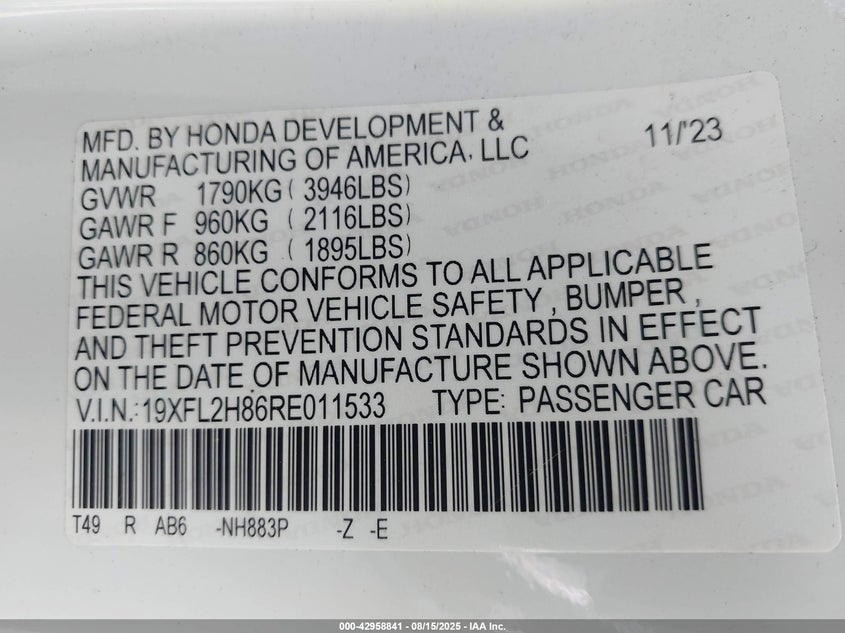 MFD. BY HONDA DEVELOPMENT &
MANUFACTURING OF AMERICA, LLC 11/'23
GVWR 1790KG ( 3946LBS)
GAWR F 960KG ( 2116LBS)
GAWR R 860KG ( 1895LBS)
THIS VEHICLE CONFORMS TO ALL APPLICABLE
FEDERAL MOTOR VEHICLE SAFETY , BUMPER ,
AND THEFT PREVENTION STANDARDS IN EFFECT
ON THE DATE OF MANUFACTURE SHOWN ABOVE.
V.I.N.:19XFL2H86RE011533 TYPE: PASSENGER CAR
T49 R AB6 -NH883P -Z -E
000-42958841 - 08/15/2025 - IAA Inc.